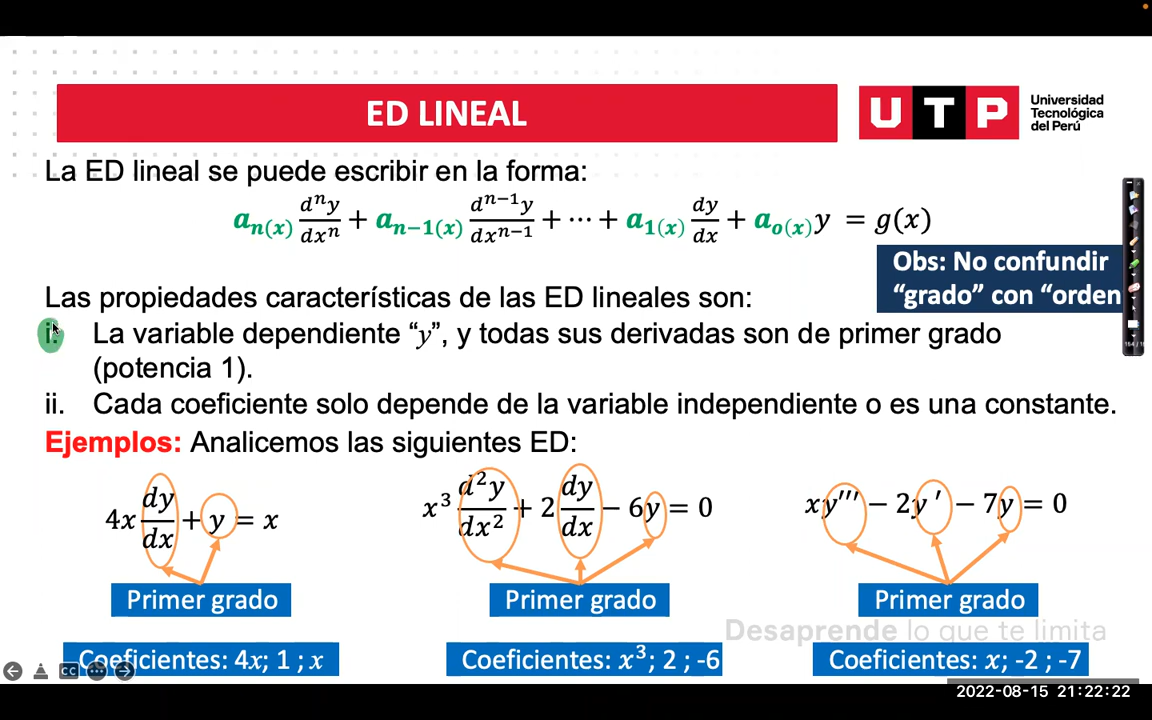 ED LINEAL
UTP
Universidad
Tecnológica
del Perú
La ED lineal se puede escribir en la forma:
aₙ(x) dⁿy/dxⁿ + aₙ₋₁(x) dⁿ⁻¹y/dxⁿ⁻¹ + ⋯ + a₁(x) dy/dx + aₒ(x)y = g(x)
Obs: No confundir
“grado” con “orden
Las propiedades características de las ED lineales son:
i. La variable dependiente “y”, y todas sus derivadas son de primer grado
(potencia 1).
ii. Cada coeficiente solo depende de la variable independiente o es una constante.
Ejemplos: Analicemos las siguientes ED:
4x dy/dx + y = x
x³ d²y/dx² + 2 dy/dx − 6y = 0
xy′′′ − 2y ′ − 7y = 0
Primer grado
Primer grado
Primer grado
Desaprende lo que te limita
Coeficientes: 4x; 1 ; x
Coeficientes: x³; 2 ; -6
Coeficientes: x; -2 ; -7
CC
2022-08-15 21:22:22